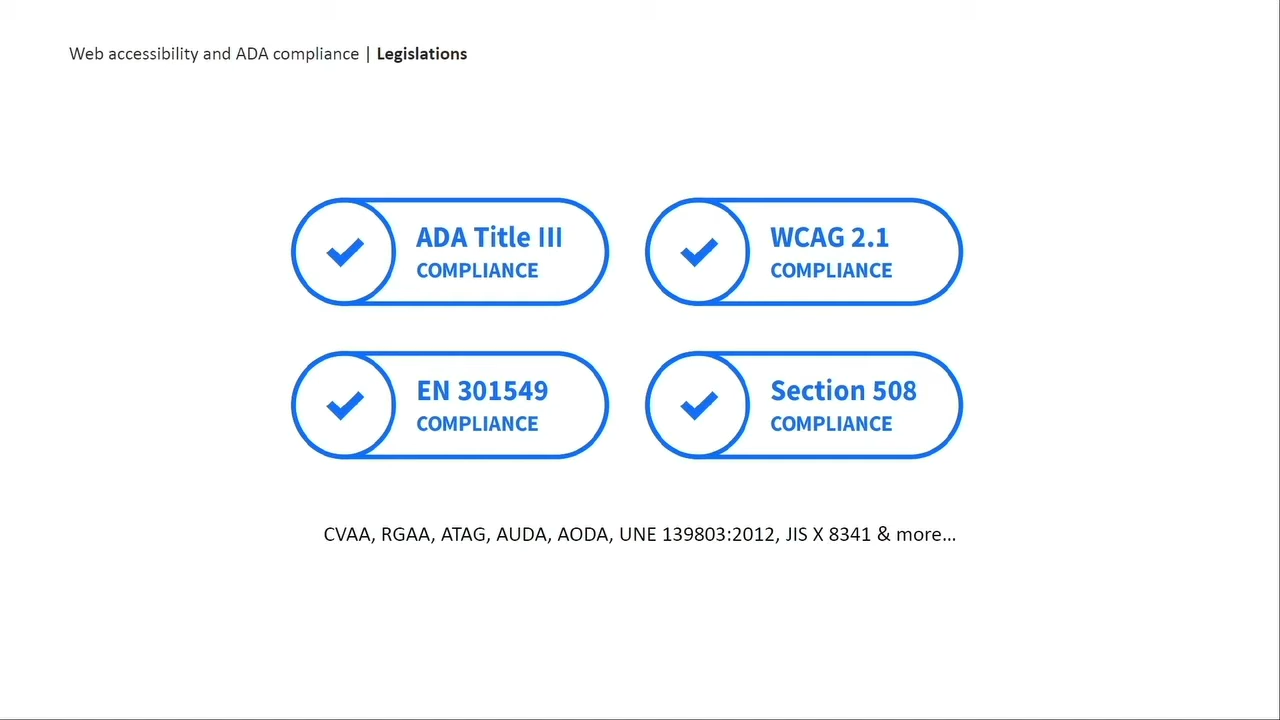 Web accessibility and ADA compliance | Legislations
ADA Title III
COMPLIANCE
WCAG 2.1
COMPLIANCE
EN 301549
COMPLIANCE
Section 508
COMPLIANCE
CVAA, RGAA, ATAG, AUDA, AODA, UNE 139803:2012, JIS X 8341 & more...